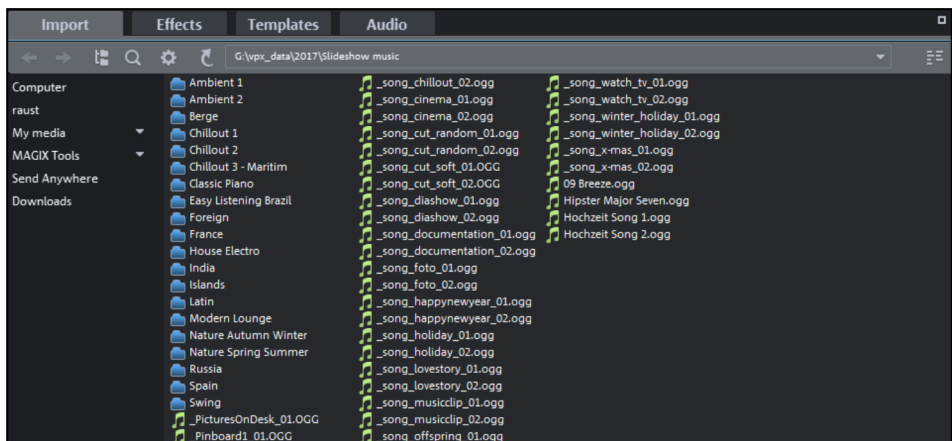 Import Effects Templates Audio
G:\vpx_data\2017\Slideshow music
Computer
raust
My media
MAGIX Tools
Send Anywhere
Downloads
Ambient 1
Ambient 2
Berge
Chillout 1
Chillout 2
Chillout 3 - Maritim
Classic Piano
Easy Listening Brazil
Foreign
France
House Electro
India
Islands
Latin
Modern Lounge
Nature Autumn Winter
Nature Spring Summer
Russia
Spain
Swing
_PicturesOnDesk_01.OGG
_Pinboard1_01.OGG
_song_chillout_02.ogg
_song_cinema_01.ogg
_song_cinema_02.ogg
_song_cut_random_01.ogg
_song_cut_random_02.ogg
_song_cut_soft_01.OGG
_song_cut_soft_02.OGG
_song_diashow_01.ogg
_song_diashow_02.ogg
_song_documentation_01.ogg
_song_documentation_02.ogg
_song_foto_01.ogg
_song_foto_02.ogg
_song_happynewyear_01.ogg
_song_happynewyear_02.ogg
_song_holiday_01.ogg
_song_holiday_02.ogg
_song_lovestory_01.ogg
_song_lovestory_02.ogg
_song_musicclip_01.ogg
_song_musicclip_02.ogg
_song_offspring_01.ogg
_song_watch_tv_01.ogg
_song_watch_tv_02.ogg
_song_winter_holiday_01.ogg
_song_winter_holiday_02.ogg
_song_x-mas_01.ogg
_song_x-mas_02.ogg
09 Breeze.ogg
Hipster Major Seven.ogg
Hochzeit Song 1.ogg
Hochzeit Song 2.ogg